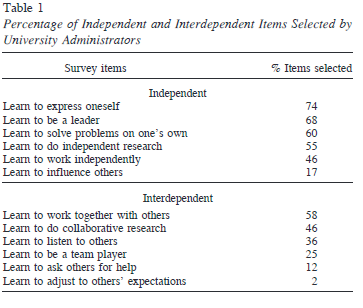 Table 1
Percentage of Independent and Interdependent Items Selected by
University Administrators
Survey items % Items selected
Independent
Learn to express oneself 74
Learn to be a leader 68
Learn to solve problems on one's own 60
Learn to do independent research 55
Learn to work independently 46
Learn to influence others 17
Interdependent
Learn to work together with others 58
Learn to do collaborative research 46
Learn to listen to others 36
Learn to be a team player 25
Learn to ask others for help 12
Learn to adjust to others' expectations 2